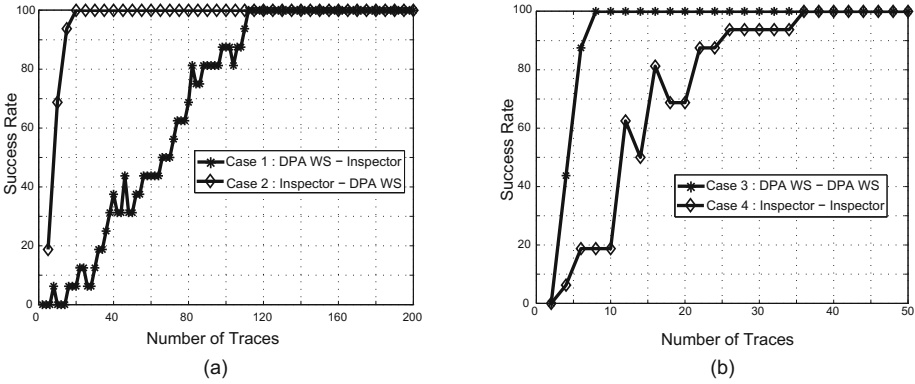 100
80
60
40
20
0
Success Rate
Case 1 : DPA WS − Inspector
Case 2 : Inspector − DPA WS
0 40 80 120 160 200
Number of Traces
(a)
100
80
60
40
20
0
Success Rate
Case 3 : DPA WS − DPA WS
Case 4 : Inspector − Inspector
0 10 20 30 40 50
Number of Traces
(b)